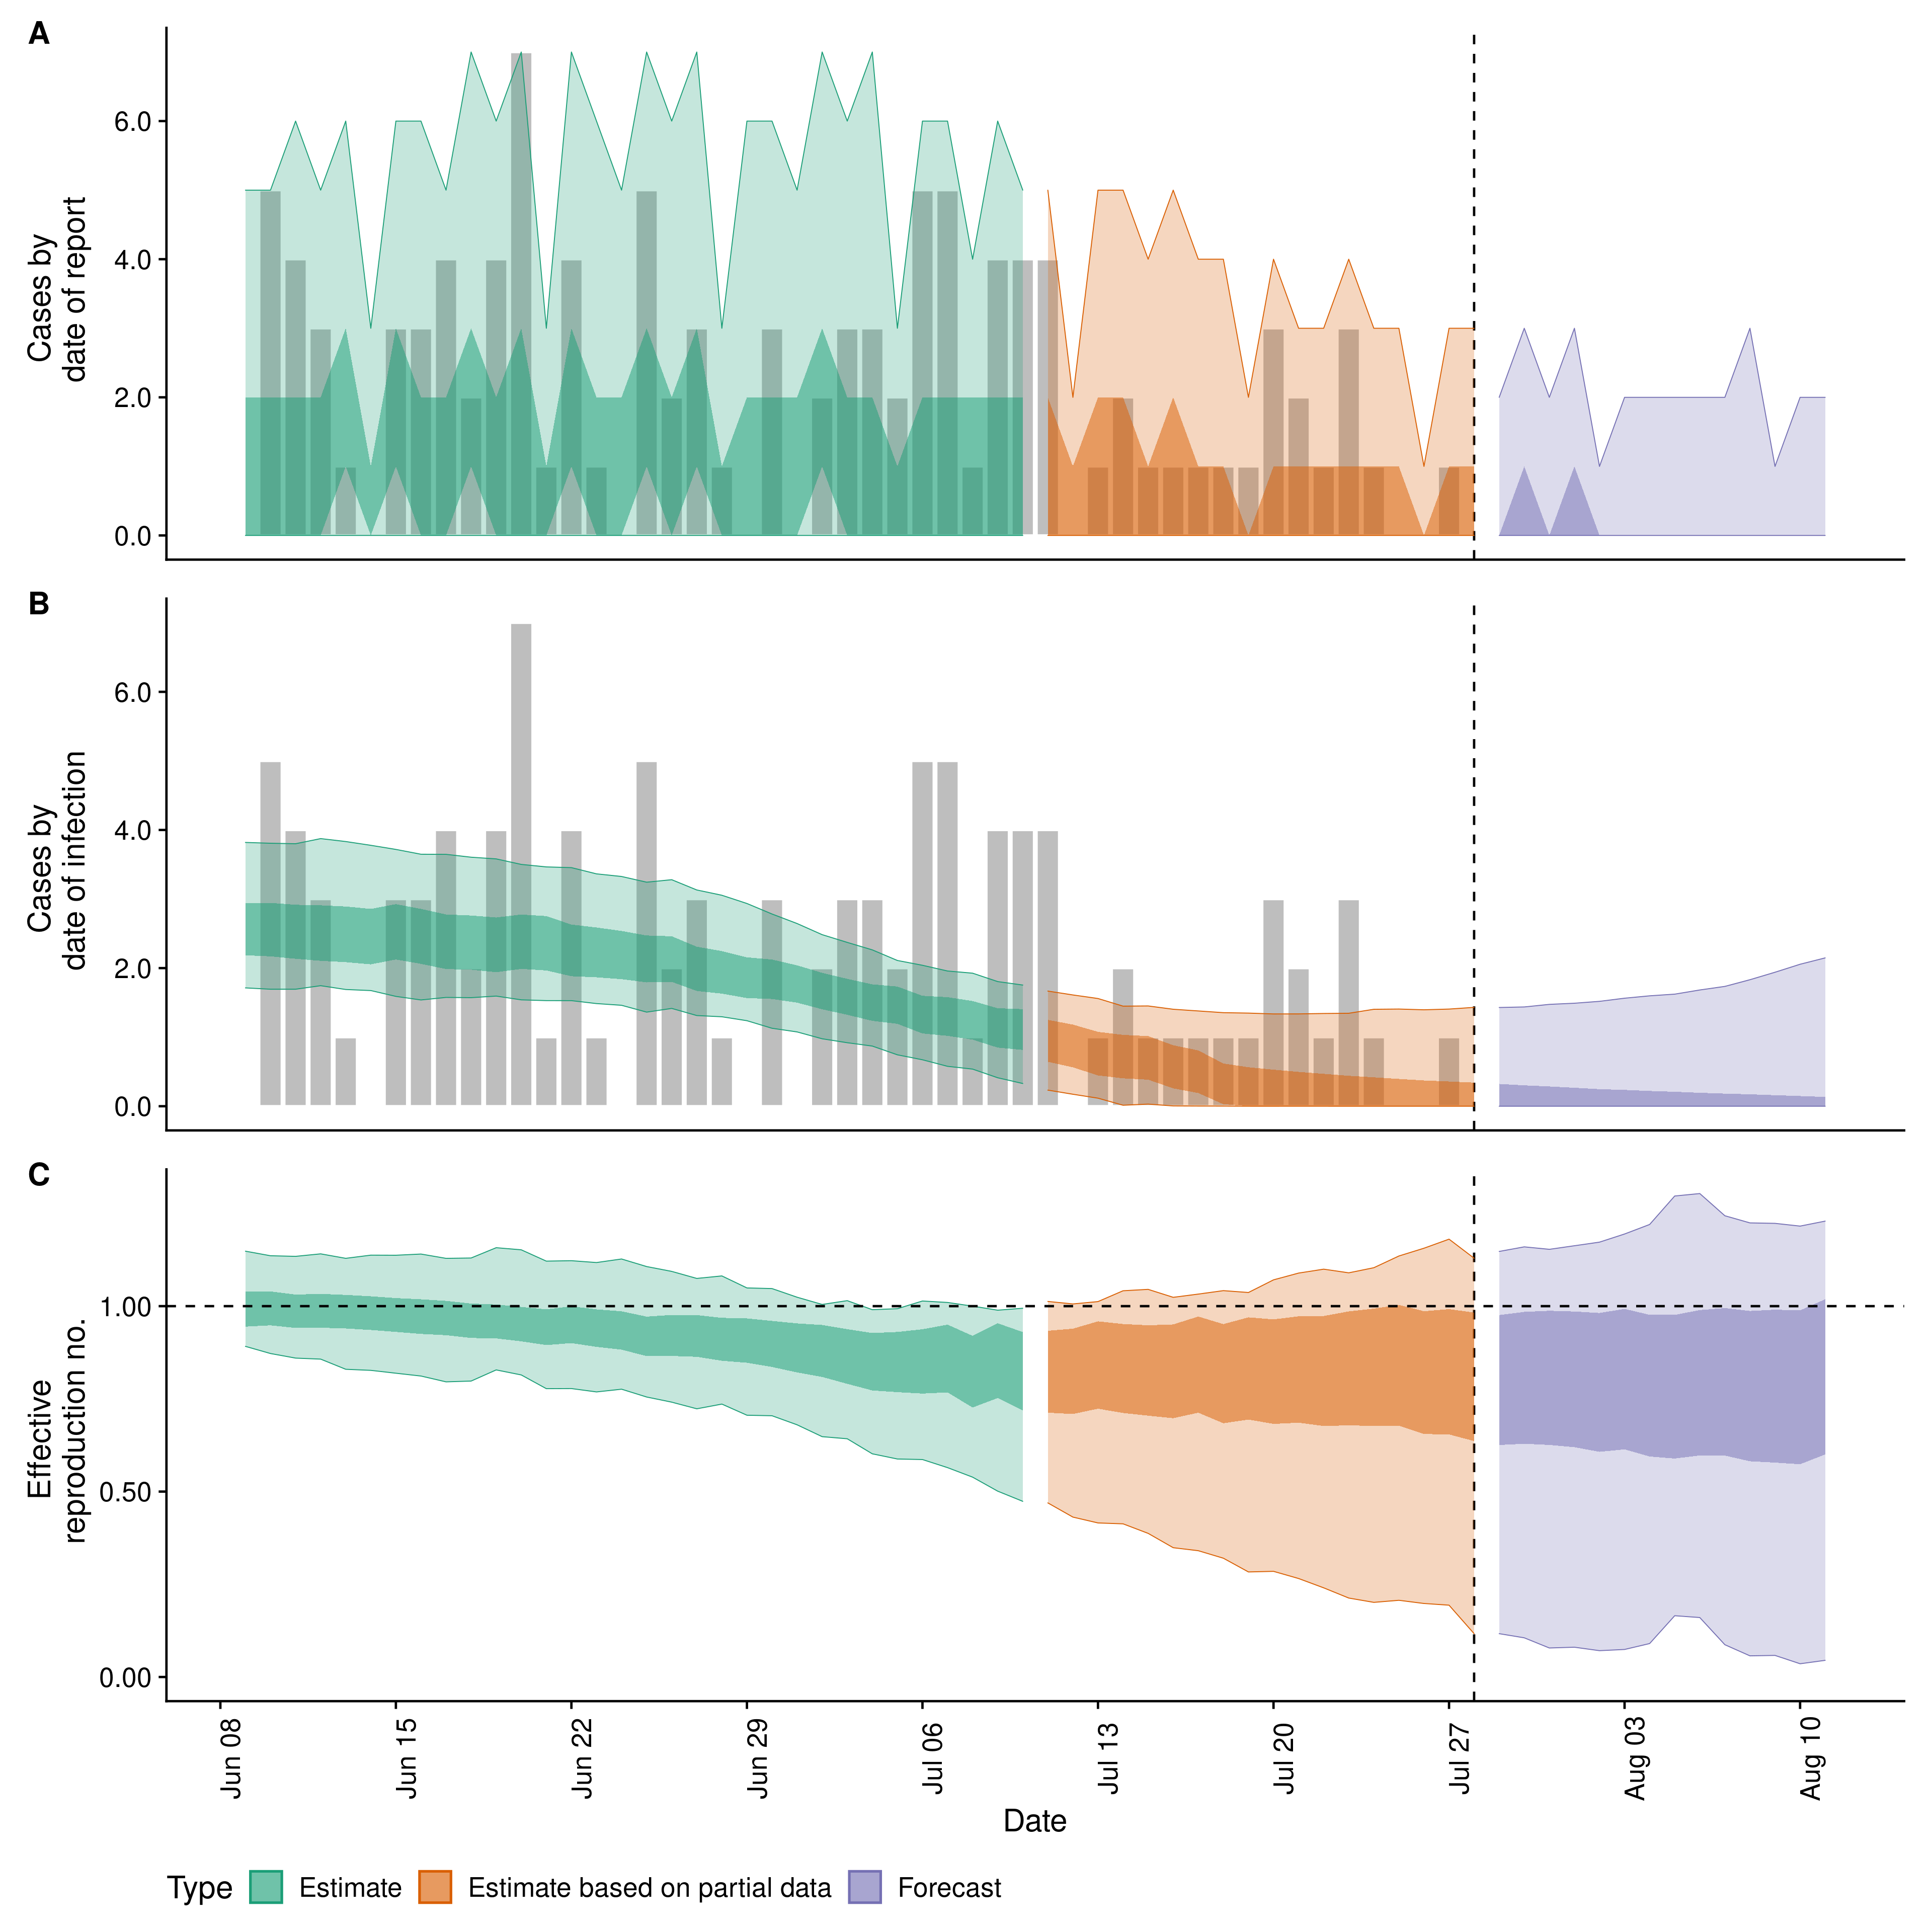 A
Cases by
date of report
6.0
4.0
2.0
0.0
B
Cases by
date of infection
6.0
4.0
2.0
0.0
C
Effective
reproduction no.
1.00
0.50
0.00
Jun 08
Jun 15
Jun 22
Jun 29
Jul 06
Jul 13
Jul 20
Jul 27
Aug 03
Aug 10
Date
Type Estimate Estimate based on partial data Forecast